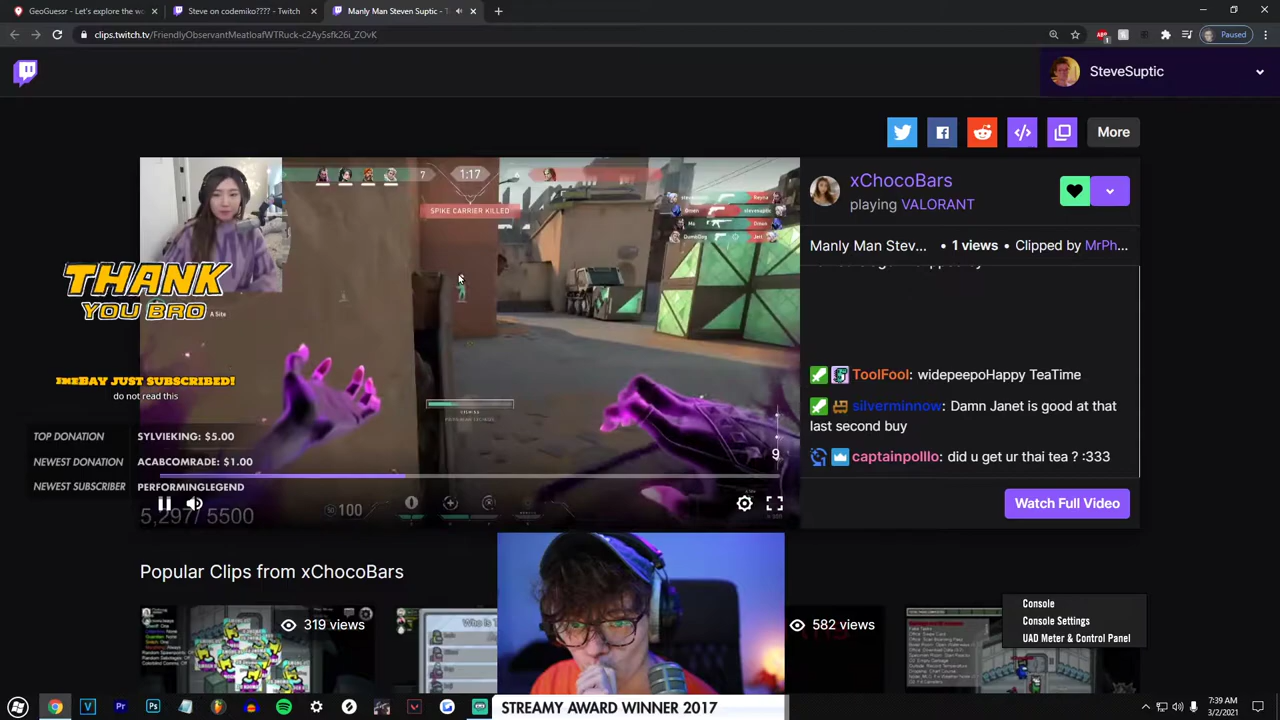 GeoGuessr - Let's explore the wo
Steve on codemiko???? - Twitch
Manly Man Steven Suptic - T
clips.twitch.tv/FriendlyObservantMeatloafWTRuck-c2Ay5sfk26i_ZOvK
Paused
SteveSuptic
More
7
1:17
SPIKE CARRIER KILLED
xChocoBars
playing VALORANT
Manly Man Stev... • 1 views • Clipped by MrPh...
THANK
YOU BRO
A Site
JUST SUBSCRIBED!
do not read this
ToolFool: widepeepoHappy TeaTime
silverminnow: Damn Janet is good at that
last second buy
captainpolllo: did u get ur thai tea ? :333
TOP DONATION SYLVIEKING: $5.00
NEWEST DONATION ACABCOMRADE: $1.00
NEWEST SUBSCRIBER PERFORMINGLEGEND
9
100
5,297/ 5500
Watch Full Video
Popular Clips from xChocoBars
319 views
582 views
Console
Console Settings
UAD Meter & Control Panel
STREAMY AWARD WINNER 2017
7:39 AM
3/2/2021